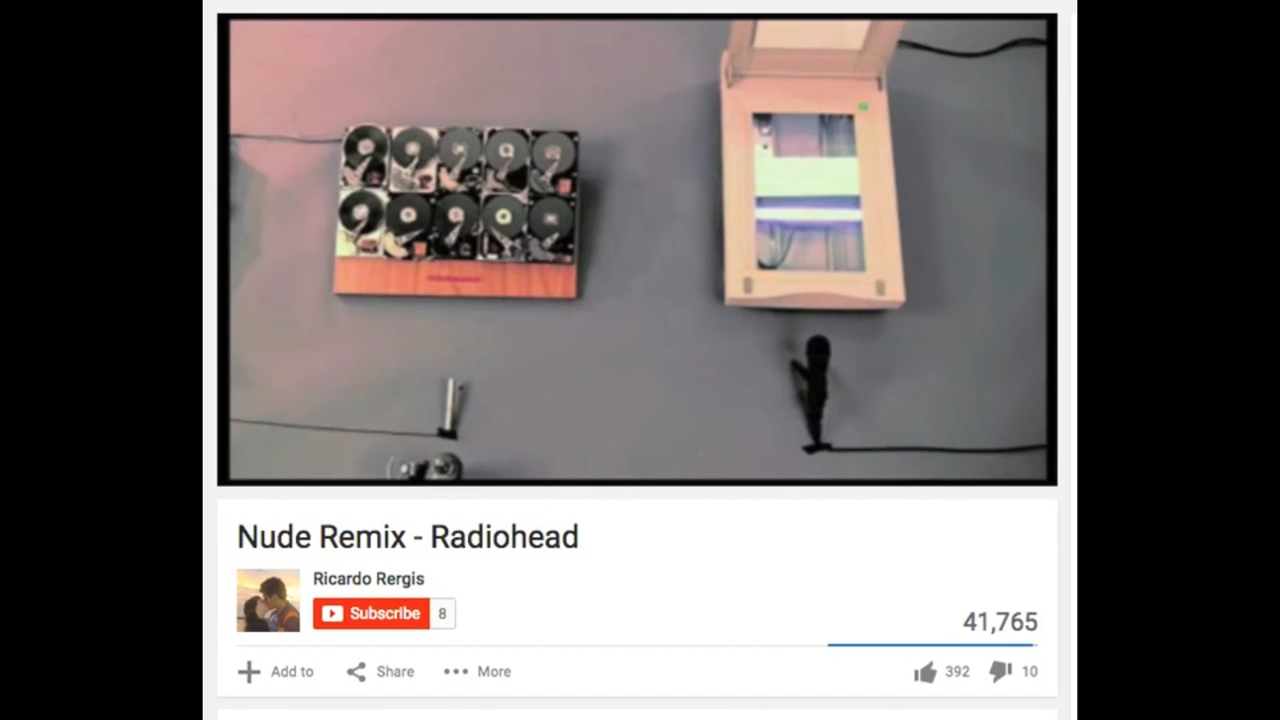 Nude Remix - Radiohead
Ricardo Rergis
Subscribe 8
41,765
Add to Share More 392 10